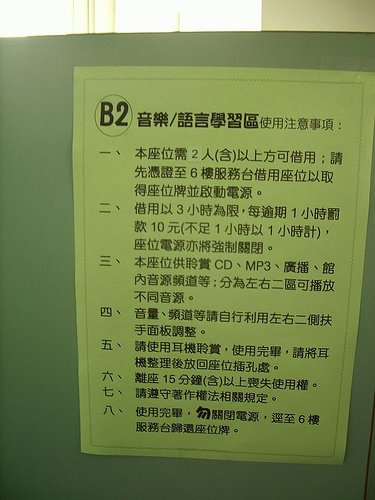 B2 音樂/語言學習區使用注意事項：
一、 本座位需 2 人(含)以上方可借用；請
先憑證至 6 樓服務台借用座位以取
得座位牌並啟動電源。
二、 借用以 3 小時為限，每逾期 1 小時罰
款 10 元(不足 1 小時以 1 小時計)，
座位電源亦將強制關閉。
三、 本座位供聆賞 CD、MP3、廣播、館
內音源頻道等；分為左右二區可播放
不同音源。
四、 音量、頻道等請自行利用左右二側扶
手面板調整。
五、 請使用耳機聆賞，使用完畢，請將耳
機整理後放回座位插孔處。
六、 離座 15 分鐘(含)以上喪失使用權。
七、 請遵守著作權法相關規定。
八、 使用完畢，勿關閉電源，逕至 6 樓
服務台歸還座位牌。